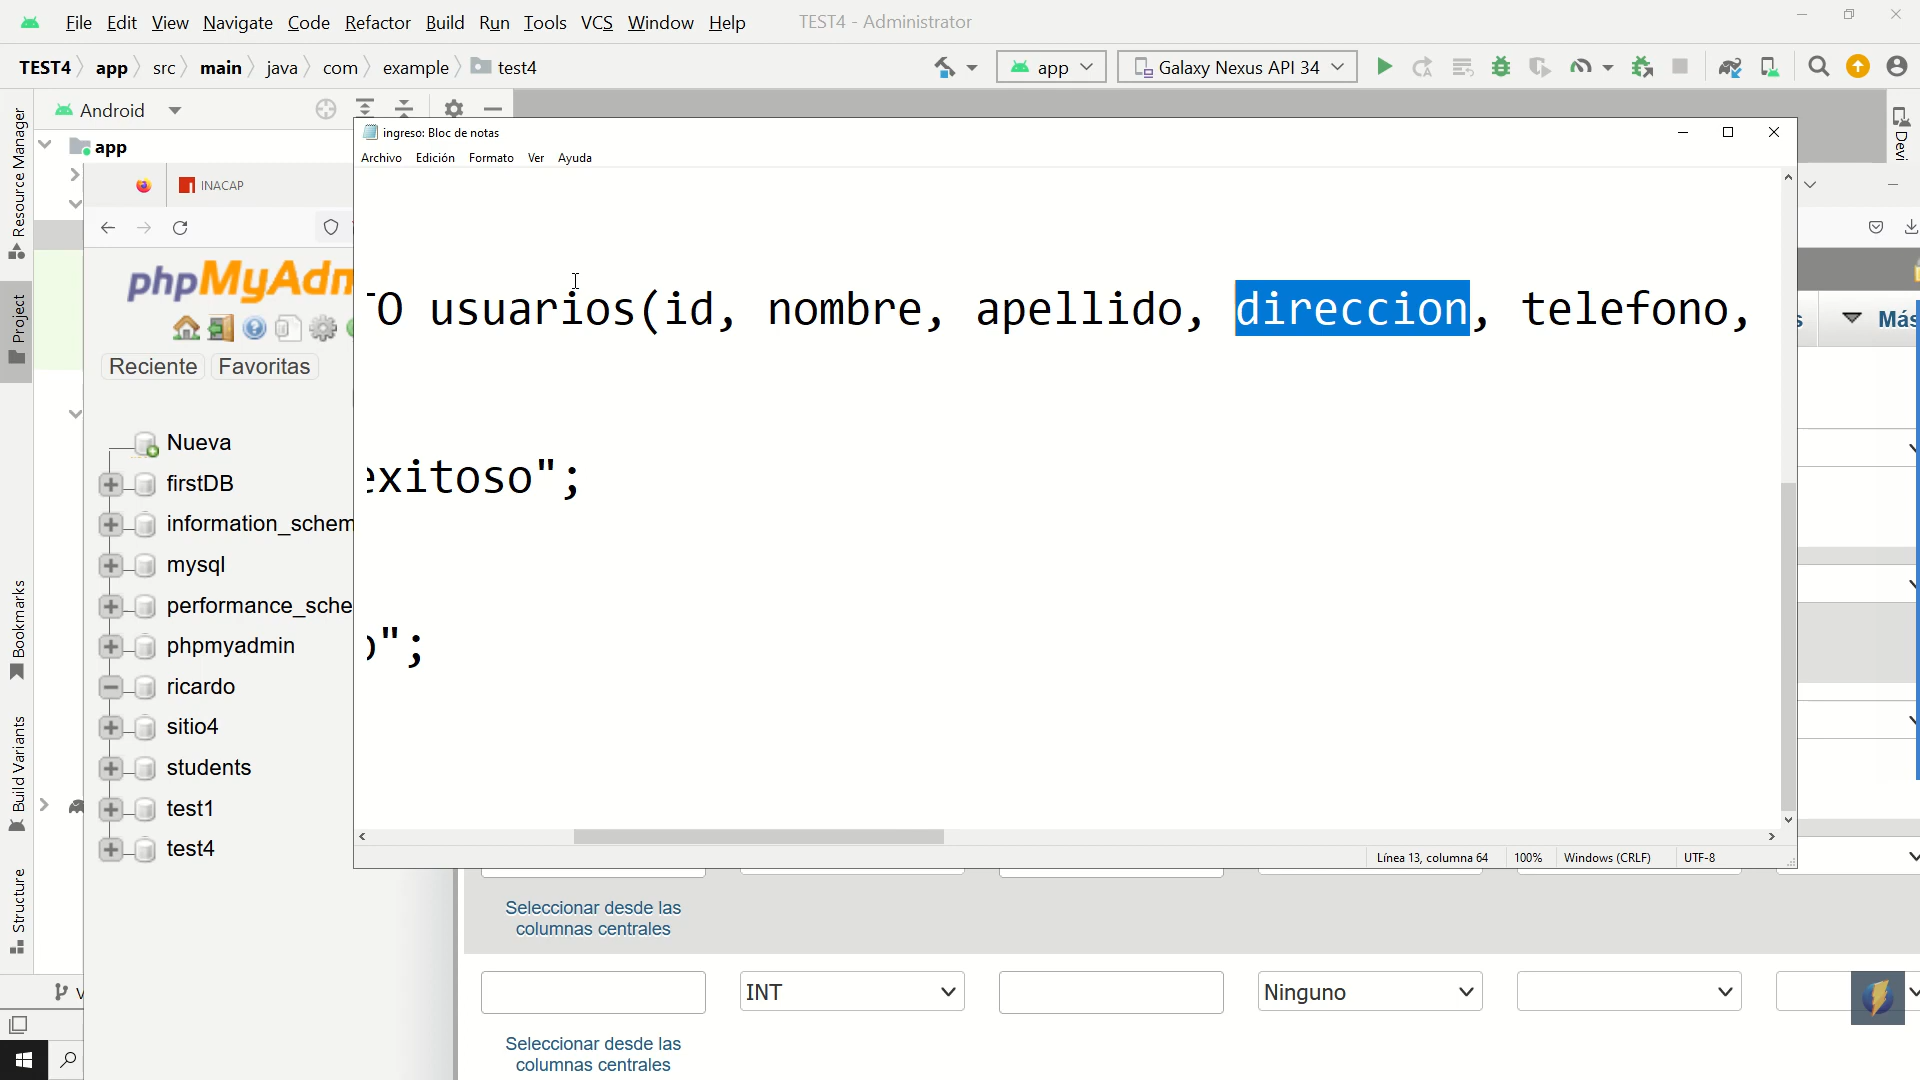 File Edit View Navigate Code Refactor Build Run Tools VCS Window Help TEST4 - Administrator
TEST4 app src main java com example test4 app Galaxy Nexus API 34
Android
app
Resource Manager
Project
Bookmarks
Build Variants
Structure
Devi
INACAP
ingreso: Bloc de notas
Archivo Edición Formato Ver Ayuda
TO usuarios(id, nombre, apellido, direccion, telefono,
exitoso";
o";
Línea 13, columna 64 100% Windows (CRLF) UTF-8
phpMyAdm
Reciente Favoritas
Nueva
firstDB
information_schem
mysql
performance_sche
phpmyadmin
ricardo
sitio4
students
test1
test4
s Más
Seleccionar desde las
columnas centrales
INT Ninguno
Seleccionar desde las
columnas centrales